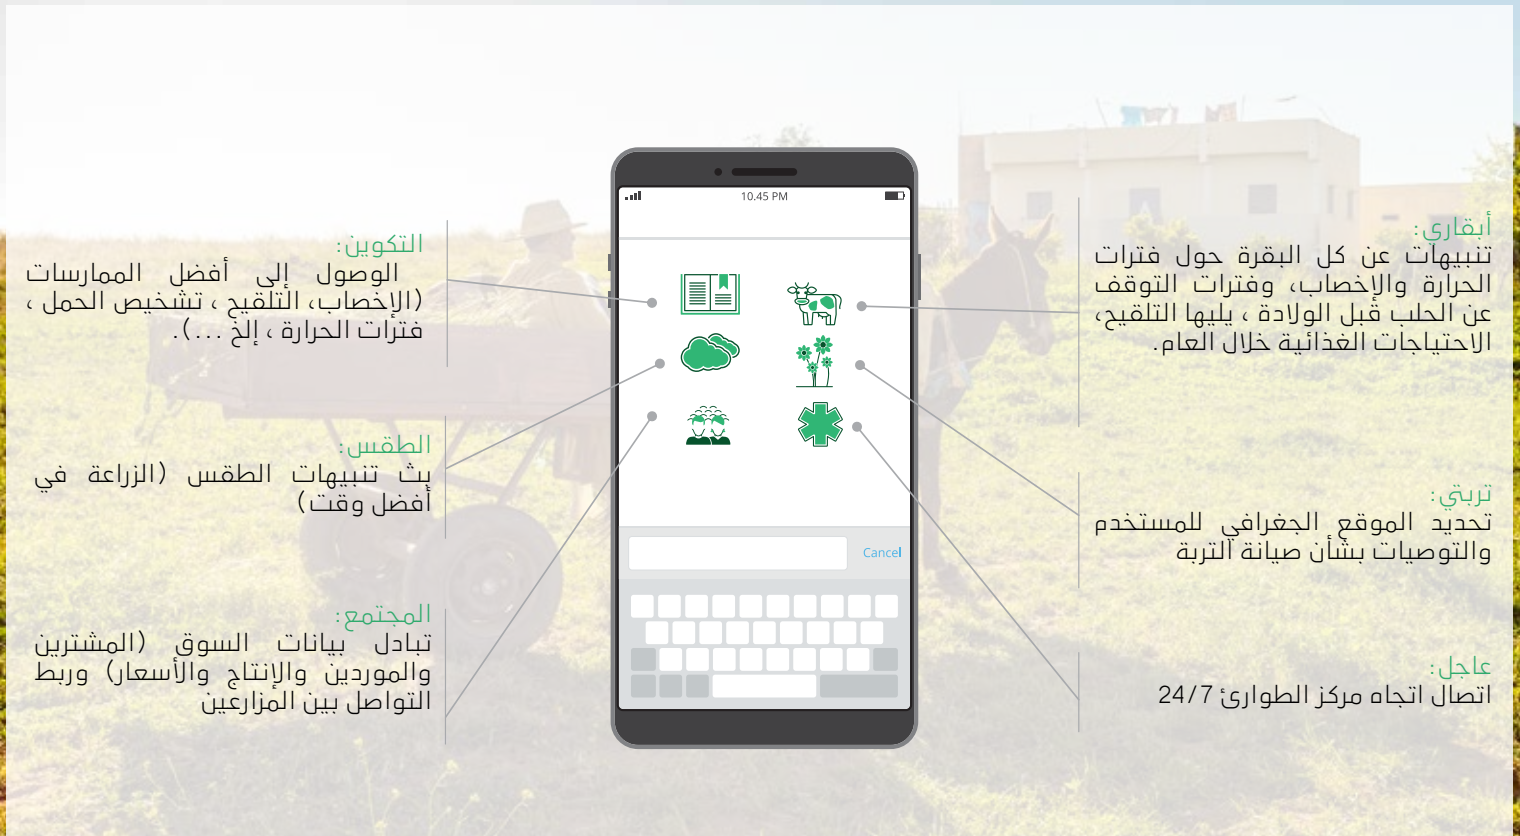 10.45 PM
أبقاري:
تنبيهات عن كل البقرة حول فترات
الحرارة والإخصاب، وفترات التوقف
عن الحلب قبل الولادة ، يليها التلقيح،
الاحتياجات الغذائية خلال العام.
تربتي:
تحديد الموقع الجغرافي للمستخدم
والتوصيات بشأن صيانة التربة
عاجل:
اتصال اتجاه مركز الطوارئ 24/7
التكوين:
الوصول إلى أفضل الممارسات
(الإخصاب، التلقيح ، تشخيص الحمل ،
فترات الحرارة ، إلخ ...).
الطقس:
بث تنبيهات الطقس (الزراعة في
أفضل وقت)
المجتمع:
تبادل بيانات السوق (المشترين
والموردين والإنتاج والأسعار) وربط
التواصل بين المزارعين
Cancel